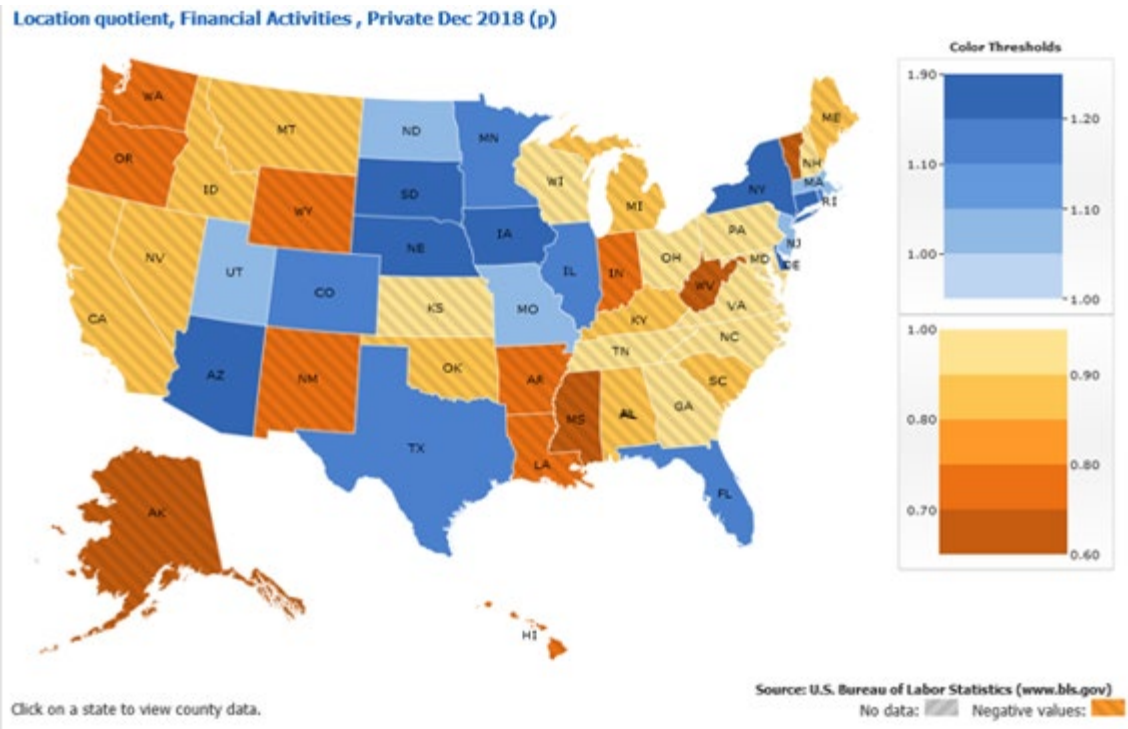 Location quotient, Financial Activities , Private Dec 2018 (p)
Color Thresholds
1.90
1.20
1.10
1.10
1.00
1.00
1.00
0.90
0.80
0.80
0.70
0.60
WA
MT
ND
MN
ME
OR
ID
SD
WI
NH
MA
NY
RI
WY
MI
NE
IA
PA
NJ
NV
UT
IL
IN
OH
MD
DE
CO
WV
CA
KS
MO
KY
VA
NC
TN
AZ
NM
OK
AR
SC
MS
AL
GA
TX
LA
FL
AK
HI
Source: U.S. Bureau of Labor Statistics (www.bls.gov)
Click on a state to view county data.
No data: Negative values: